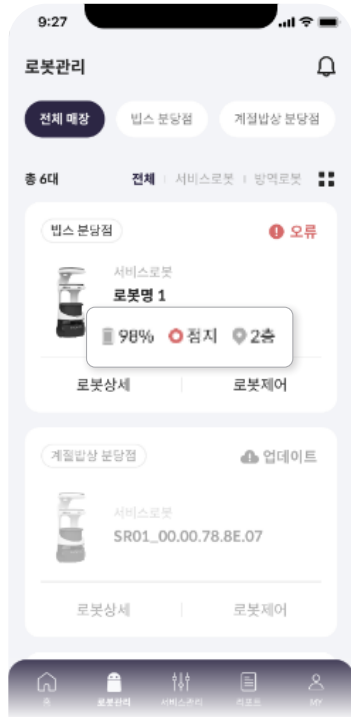 9:27
로봇관리
전체 매장 빕스 분당점 계절밥상 분당점
총 6대 전체 서비스로봇 방역로봇
빕스 분당점 오류
서비스로봇
로봇명 1
98% 점지 2층
로봇상세 로봇제어
계절밥상 분당점 업데이트
서비스로봇
SR01_00.00.78.8E.07
로봇상세 로봇제어
홈 로봇관리 서비스관리 리포트 MY